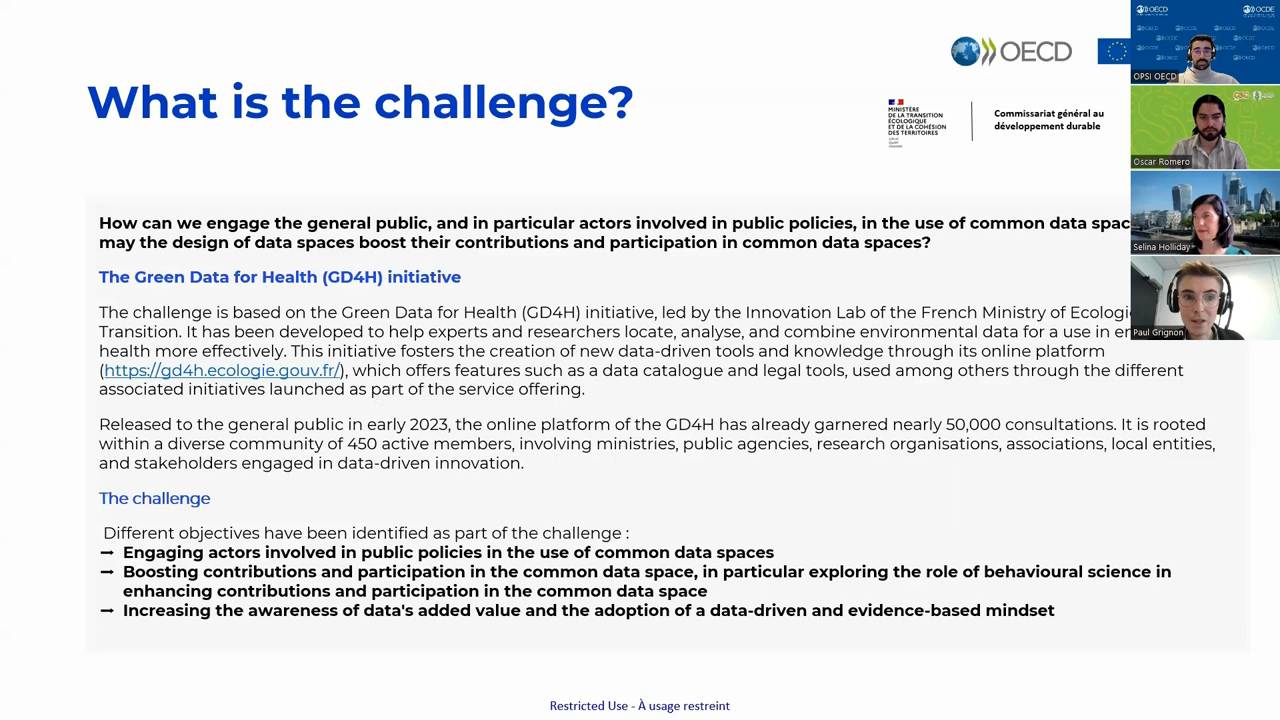 OECD
What is the challenge?
MINISTÈRE
DE LA TRANSITION
ÉCOLOGIQUE
ET DE LA COHÉSION
DES TERRITOIRES
Commissariat général au
développement durable
OECD
OCDE
OPSI OECD
Oscar Romero
Selina Holliday
Paul Grignon
How can we engage the general public, and in particular actors involved in public policies, in the use of common data spac
may the design of data spaces boost their contributions and participation in common data spaces?
The Green Data for Health (GD4H) initiative
The challenge is based on the Green Data for Health (GD4H) initiative, led by the Innovation Lab of the French Ministry of Ecologi
Transition. It has been developed to help experts and researchers locate, analyse, and combine environmental data for a use in en
health more effectively. This initiative fosters the creation of new data-driven tools and knowledge through its online platform
(https://gd4h.ecologie.gouv.fr/), which offers features such as a data catalogue and legal tools, used among others through the different
associated initiatives launched as part of the service offering.
Released to the general public in early 2023, the online platform of the GD4H has already garnered nearly 50,000 consultations. It is rooted
within a diverse community of 450 active members, involving ministries, public agencies, research organisations, associations, local entities,
and stakeholders engaged in data-driven innovation.
The challenge
Different objectives have been identified as part of the challenge :
→ Engaging actors involved in public policies in the use of common data spaces
→ Boosting contributions and participation in the common data space, in particular exploring the role of behavioural science in
enhancing contributions and participation in the common data space
→ Increasing the awareness of data's added value and the adoption of a data-driven and evidence-based mindset
Restricted Use - À usage restreint